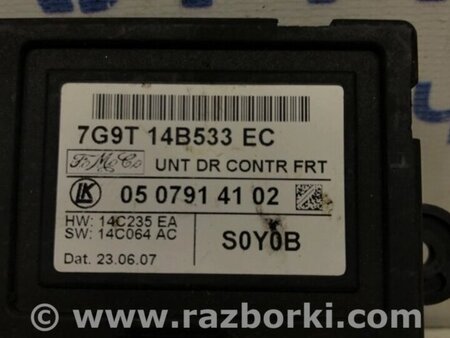 7G9T 14B533 EC
FoMoCo UNT DR CONTR FRT
LK 05 0791 41 02
HW: 14C235 EA
SW: 14C064 AC
S0Y0B
Dat. 23.06.07
© www.razborki.com